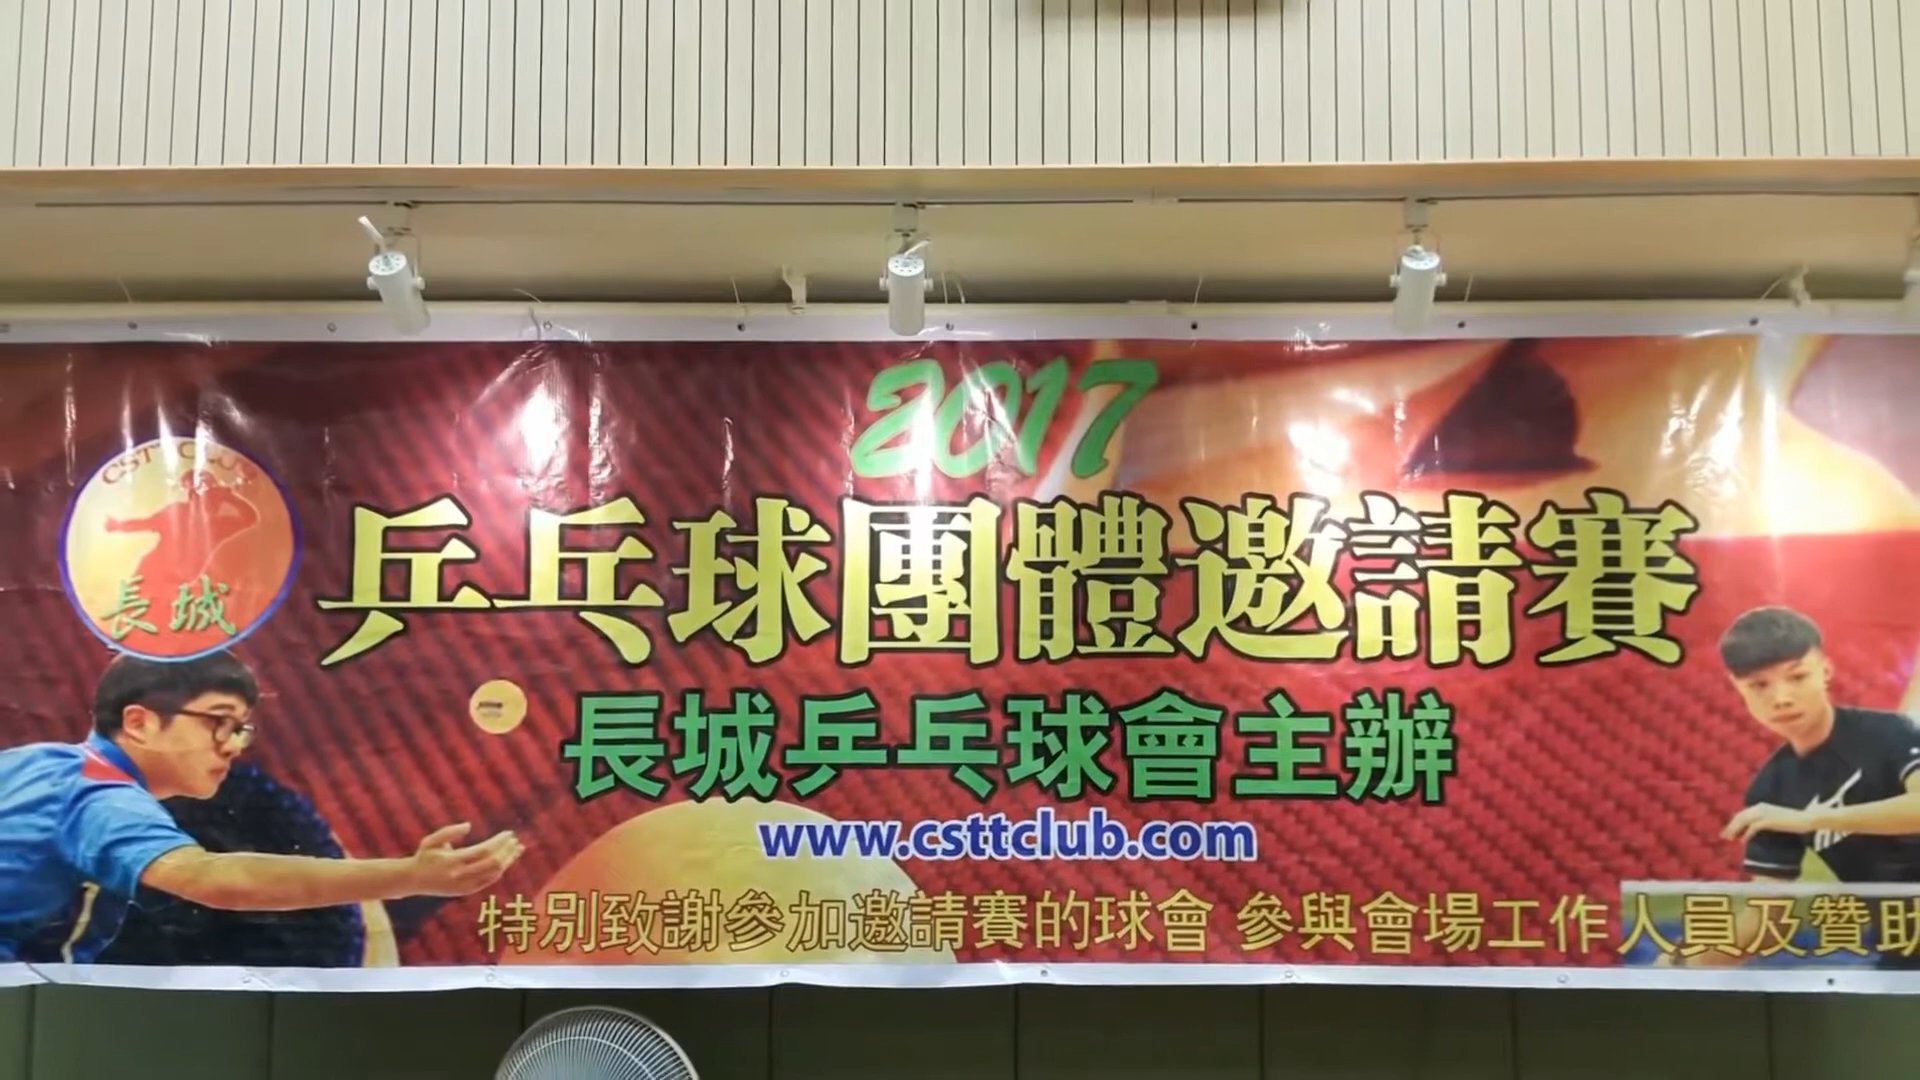 2017
CSTT CLUB
長城
乒乓球團體邀請賽
長城乒乓球會主辦
www.csttclub.com
特別致謝參加邀請賽的球會 參與會場工作人員及贊助